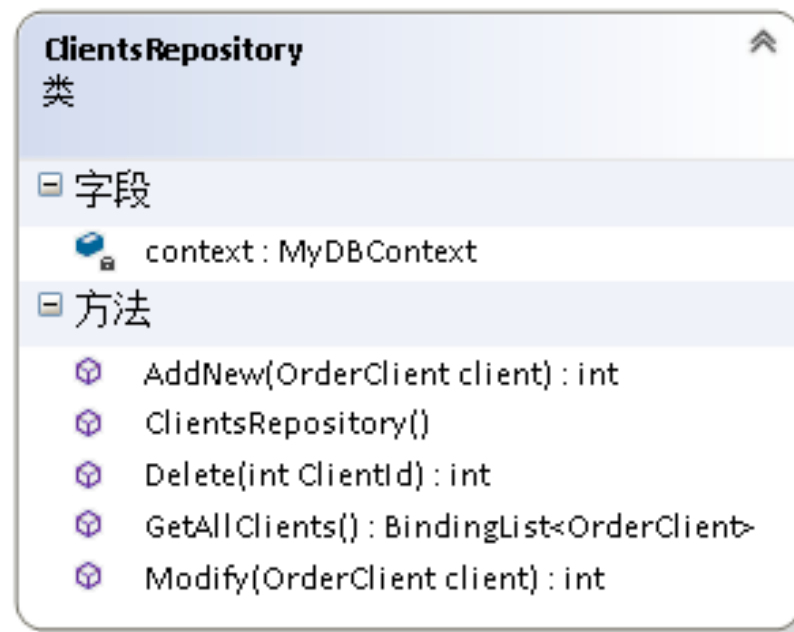 ClientsRepository
类
字段
context : MyDBContext
方法
AddNew(OrderClient client) : int
ClientsRepository()
Delete(int ClientId) : int
GetAllClients() : BindingList<OrderClient>
Modify(OrderClient client) : int